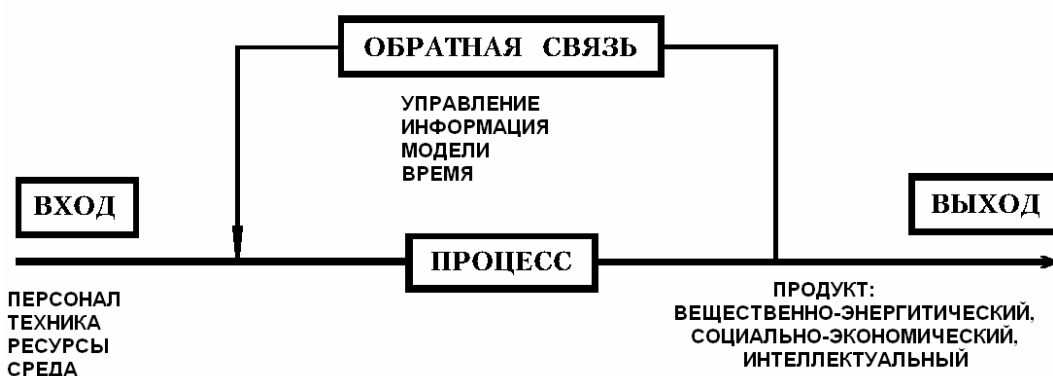 ОБРАТНАЯ СВЯЗЬ
УПРАВЛЕНИЕ
ИНФОРМАЦИЯ
МОДЕЛИ
ВРЕМЯ
ВХОД
ВЫХОД
ПРОЦЕСС
ПЕРСОНАЛ
ТЕХНИКА
РЕСУРСЫ
СРЕДА
ПРОДУКТ:
ВЕЩЕСТВЕННО-ЭНЕРГИТИЧЕСКИЙ,
СОЦИАЛЬНО-ЭКОНОМИЧЕСКИЙ,
ИНТЕЛЛЕКТУАЛЬНЫЙ